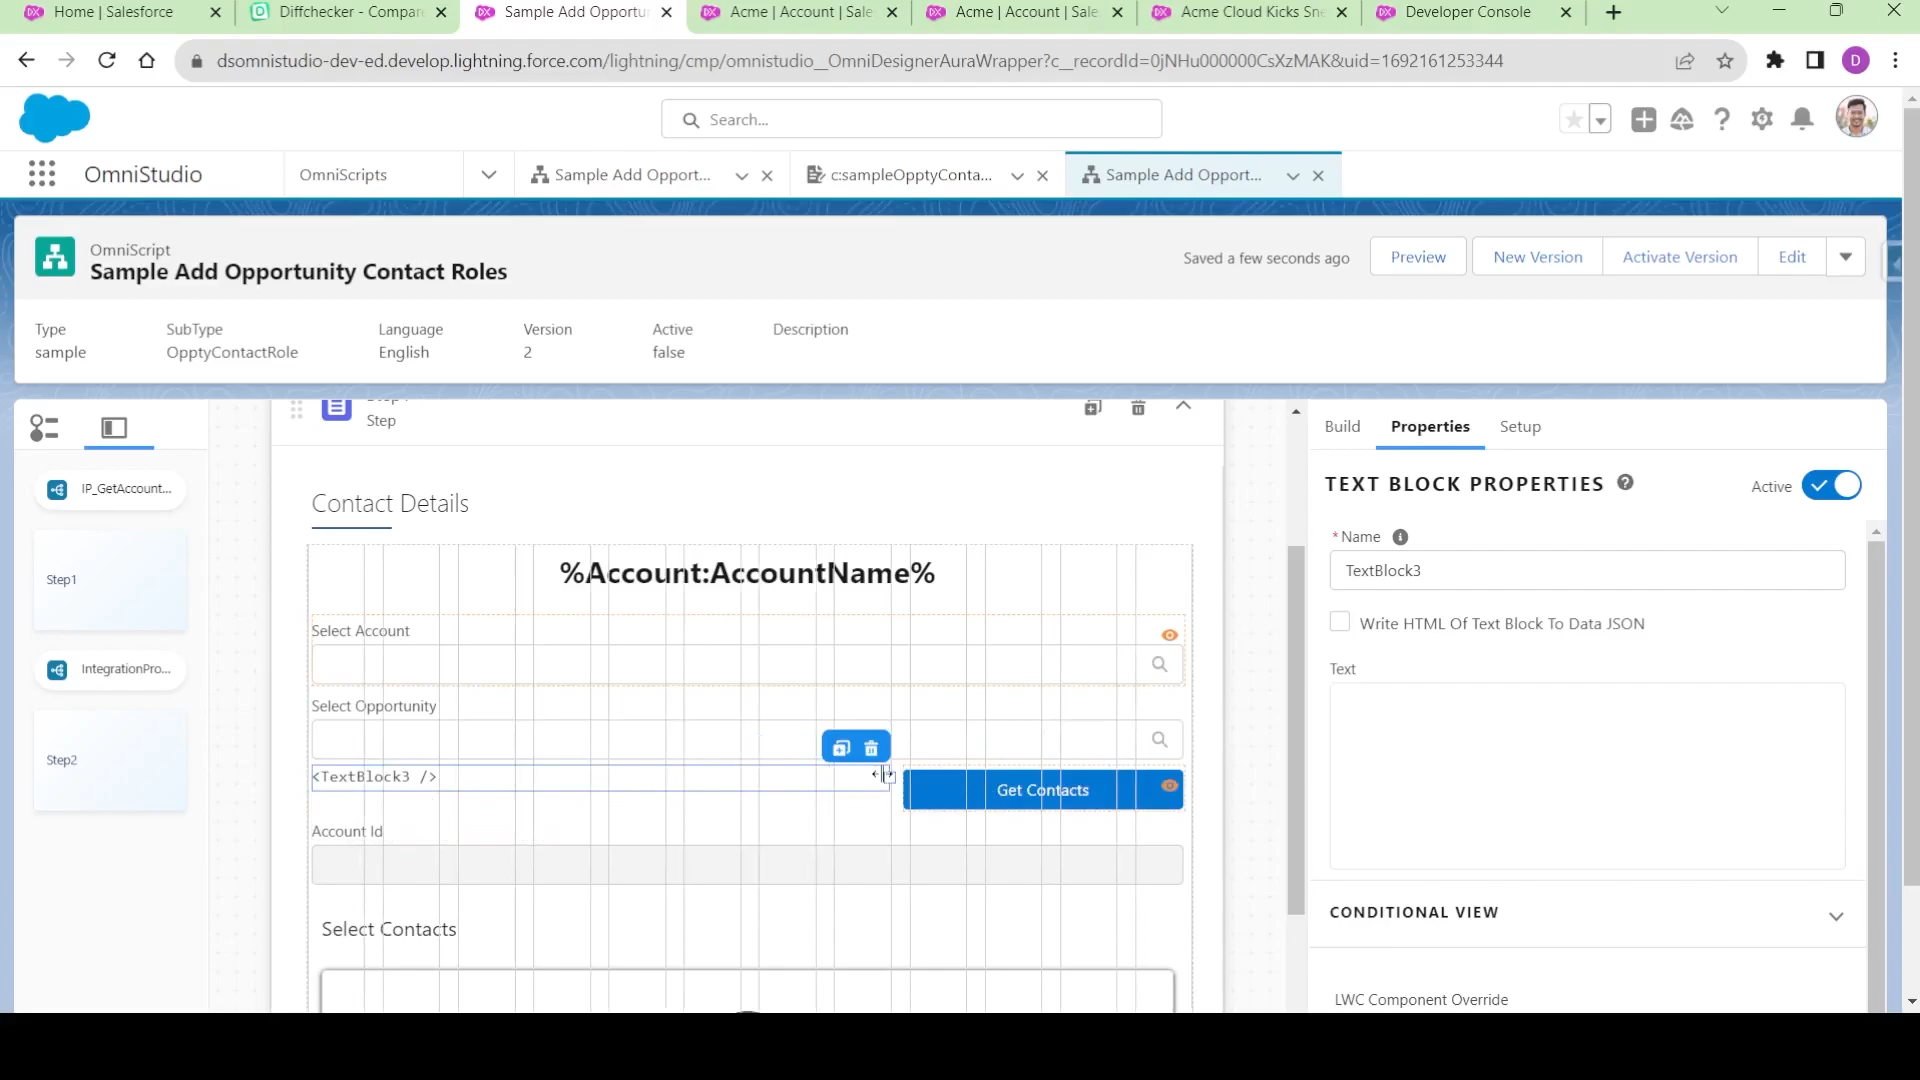 Home | Salesforce
Diffchecker - Compar
Sample Add Opportu
Acme | Account | Sale
Acme | Account | Sale
Acme Cloud Kicks Sne
Developer Console
dsomnistudio-dev-ed.develop.lightning.force.com/lightning/cmp/omnistudio__OmniDesignerAuraWrapper?c__recordId=0jNHu000000CsXzMAK&uid=1692161253344
D
Search...
OmniStudio
OmniScripts
Sample Add Opport...
c:sampleOpptyConta...
Sample Add Opport...
OmniScript
Sample Add Opportunity Contact Roles
Saved a few seconds ago
Preview
New Version
Activate Version
Edit
Type
SubType
Language
Version
Active
Description
sample
OpptyContactRole
English
2
false
Step
Build
Properties
Setup
IP_GetAccount...
Step1
IntegrationPro...
Step2
Contact Details
%Account:AccountName%
Select Account
Select Opportunity
<TextBlock3 />
Get Contacts
Account Id
Select Contacts
TEXT BLOCK PROPERTIES
Active
*Name
TextBlock3
Write HTML Of Text Block To Data JSON
Text
CONDITIONAL VIEW
LWC Component Override